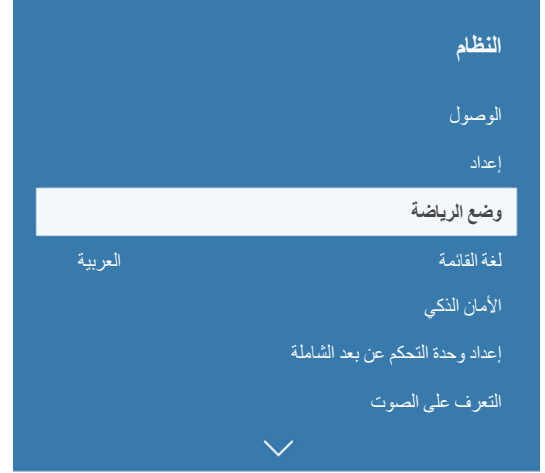 النظام
الوصول
إعداد
وضع الرياضة
لغة القائمة العربية
الأمان الذكي
إعداد وحدة التحكم عن بعد الشاملة
التعرف على الصوت